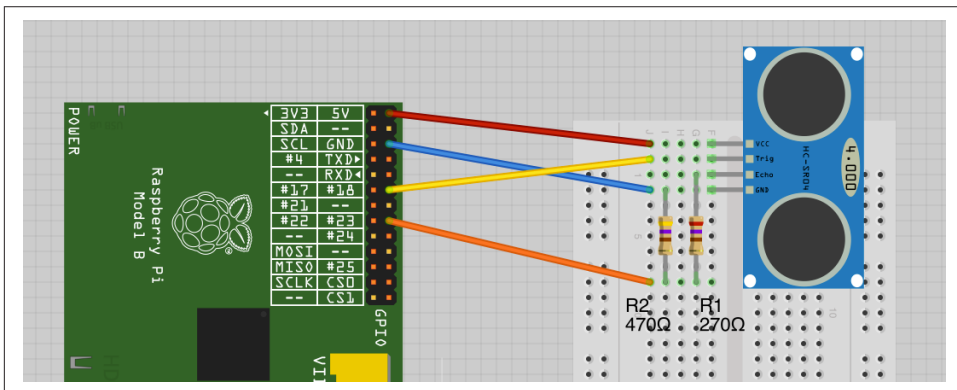 POWER
Raspberry Pi
Model B
3V3 5V
SDA --
SCL GND
#4 TXD
-- RXD
#17 #18
#21 --
#22 #23
-- #24
MOSI --
MISO #25
SCLK CS0
-- CS1
GPIO
J I H G F
1
5
10
VCC
Trig
Echo
GND
HC-SR04
4.000
R2
470Ω
R1
270Ω